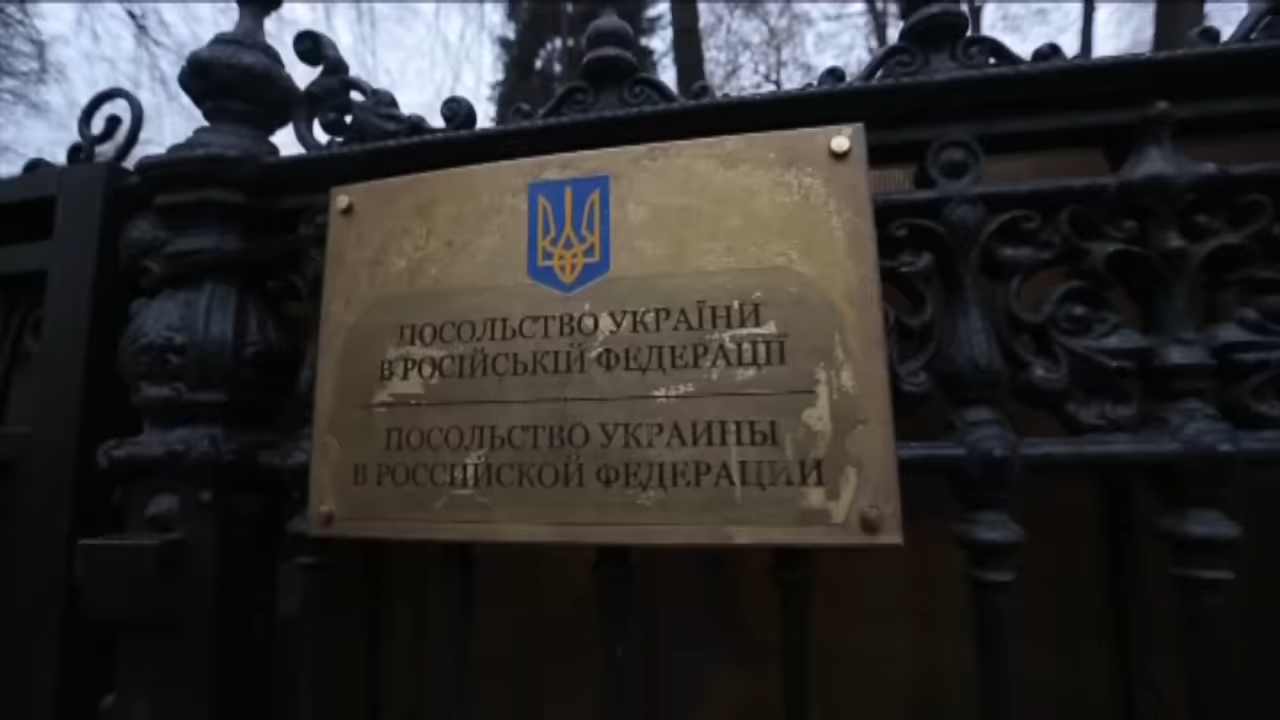 ПОСОЛЬСТВО УКРАЇНИ
В РОСІЙСЬКІЙ ФЕДЕРАЦІЇ
ПОСОЛЬСТВО УКРАИНЫ
В РОССИЙСКОЙ ФЕДЕРАЦИИ